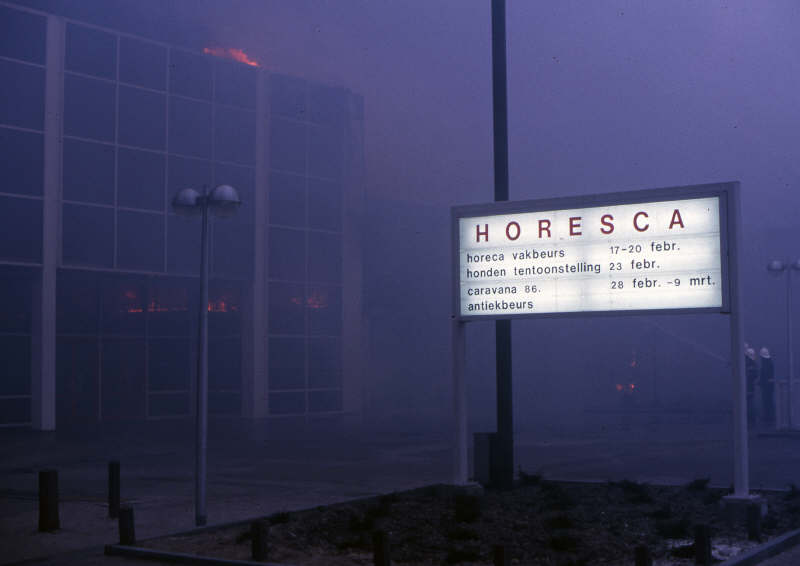 HORESCA
horeca vakbeurs 17-20 febr.
honden tentoonstelling 23 febr.
caravana 86. 28 febr. -9 mrt.
antiekbeurs